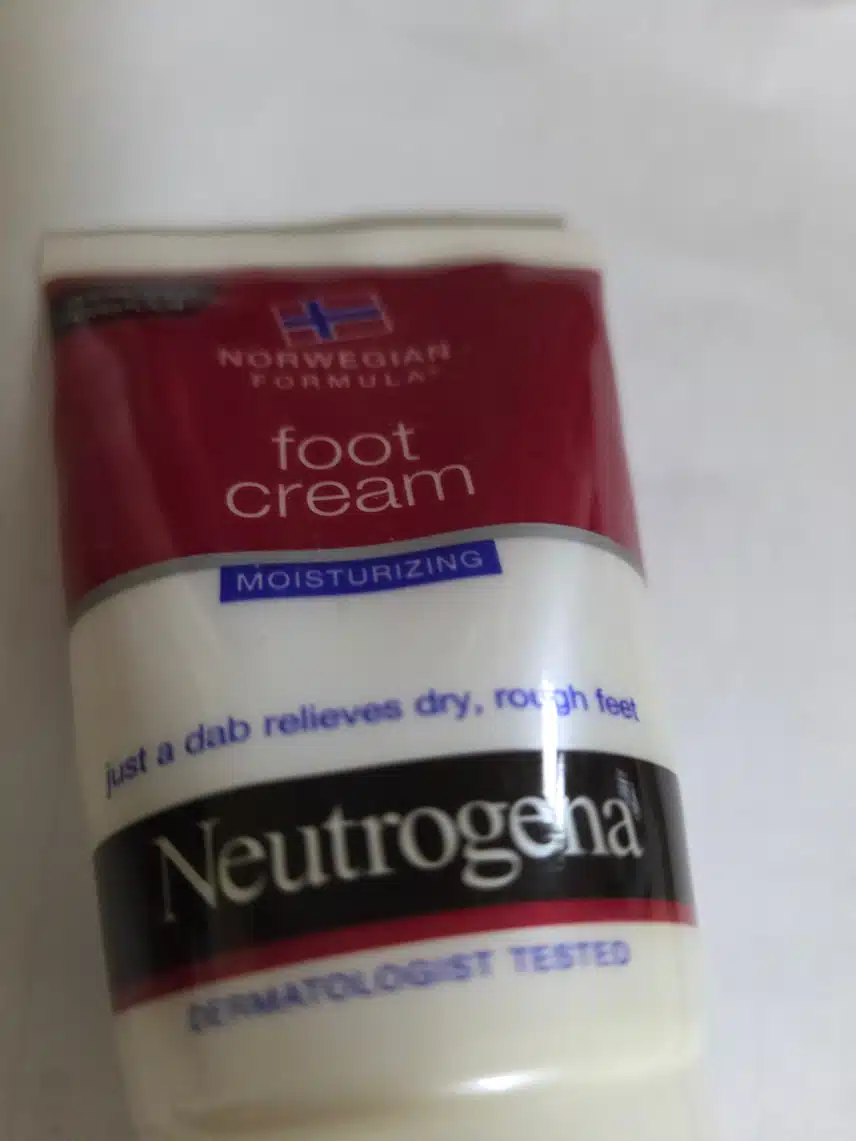 NORWEGIAN
FORMULA®
foot
cream
MOISTURIZING
just a dab relieves dry, rough feet
Neutrogena
DERMATOLOGIST TESTED